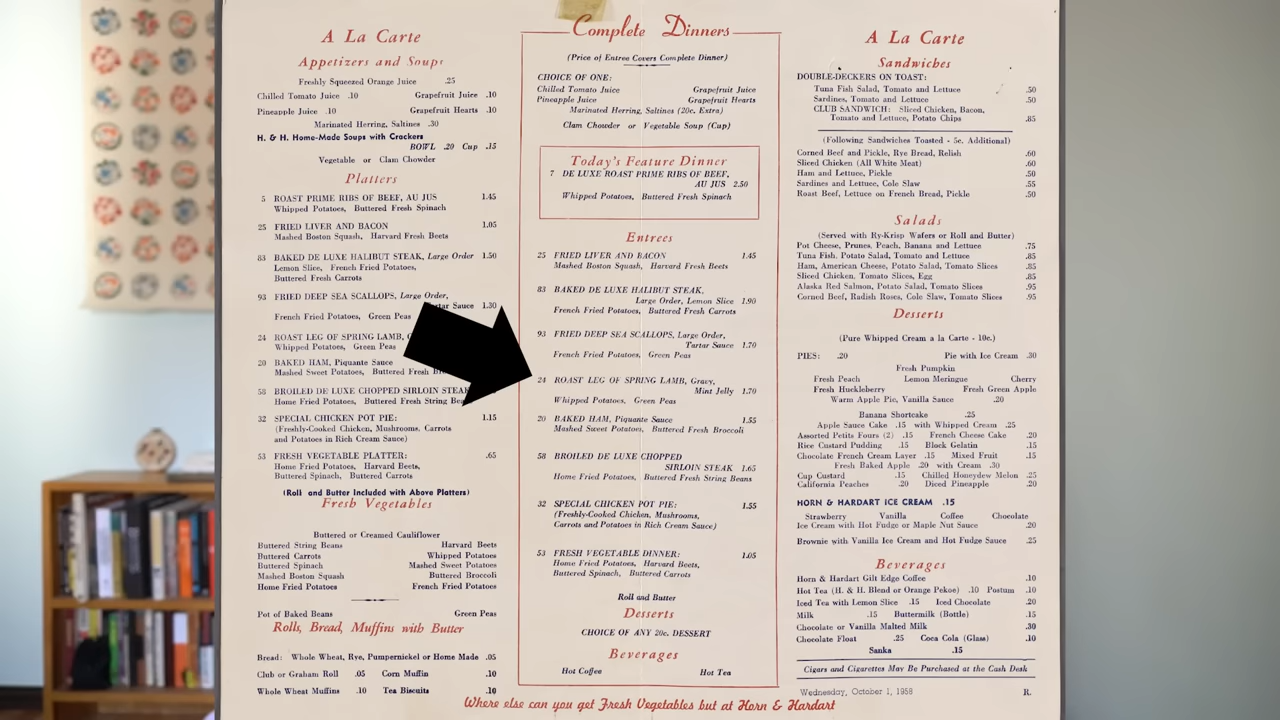 A La Carte
Appetizers and Soups
Freshly Squeezed Orange Juice .25
Chilled Tomato Juice .10 Grapefruit Juice .10
Pineapple Juice .10 Grapefruit Hearts .10
Marinated Herring, Saltines .30
H. & H. Home-Made Soups with Crackers
BOWL .20 Cup .15
Vegetable or Clam Chowder
Platters
5 ROAST PRIME RIBS OF BEEF, AU JUS 1.45
Whipped Potatoes, Buttered Fresh Spinach
25 FRIED LIVER AND BACON 1.05
Mashed Boston Squash, Harvard Fresh Beets
83 BAKED DE LUXE HALIBUT STEAK, Large Order 1.50
Lemon Slice, French Fried Potatoes,
Buttered Fresh Carrots
93 FRIED DEEP SEA SCALLOPS, Large Order,
Sauce 1.30
French Fried Potatoes, Green Peas
24 ROAST LEG OF SPRING LAMB,
Whipped Potatoes, Green Peas
20 BAKED HAM, Piquante Sauce
Mashed Sweet Potatoes, Buttered Fresh
58 BROILED DE LUXE CHOPPED SIRLOIN STEAK
Home Fried Potatoes, Buttered Fresh String
32 SPECIAL CHICKEN POT PIE: 1.15
(Freshly-Cooked Chicken, Mushrooms, Carrots
and Potatoes in Rich Cream Sauce)
53 FRESH VEGETABLE PLATTER: .65
Home Fried Potatoes, Harvard Beets,
Buttered Spinach, Buttered Carrots
(Roll and Butter Included with Above Platters)
Fresh Vegetables
Buttered or Creamed Cauliflower
Buttered String Beans Harvard Beets
Buttered Carrots Whipped Potatoes
Buttered Spinach Mashed Sweet Potatoes
Mashed Boston Squash Buttered Broccoli
Home Fried Potatoes French Fried Potatoes
Pot of Baked Beans Green Peas
Rolls, Bread, Muffins with Butter
Bread: Whole Wheat, Rye, Pumpernickel or Home Made .05
Club or Graham Roll .05 Corn Muffin .10
Whole Wheat Muffins .10 Tea Biscuits .10
Complete Dinners
(Price of Entree Covers Complete Dinner)
CHOICE OF ONE:
Chilled Tomato Juice Grapefruit Juice
Pineapple Juice Grapefruit Hearts
Marinated Herring, Saltines (20c. Extra)
Clam Chowder or Vegetable Soup (Cup)
Today's Feature Dinner
7 DE LUXE ROAST PRIME RIBS OF BEEF,
AU JUS 2.50
Whipped Potatoes, Buttered Fresh Spinach
Entrees
25 FRIED LIVER AND BACON 1.45
Mashed Boston Squash, Harvard Fresh Beets
83 BAKED DE LUXE HALIBUT STEAK,
Large Order, Lemon Slice 1.90
French Fried Potatoes, Buttered Fresh Carrots
93 FRIED DEEP SEA SCALLOPS, Large Order,
Tartar Sauce 1.70
French Fried Potatoes, Green Peas
24 ROAST LEG OF SPRING LAMB, Gravy,
Mint Jelly 1.70
Whipped Potatoes, Green Peas
20 BAKED HAM, Piquante Sauce 1.55
Mashed Sweet Potatoes, Buttered Fresh Broccoli
58 BROILED DE LUXE CHOPPED
SIRLOIN STEAK 1.65
Home Fried Potatoes, Buttered Fresh String Beans
32 SPECIAL CHICKEN POT PIE: 1.55
(Freshly-Cooked Chicken, Mushrooms,
Carrots and Potatoes in Rich Cream Sauce)
53 FRESH VEGETABLE DINNER: 1.05
Home Fried Potatoes, Harvard Beets,
Buttered Spinach, Buttered Carrots
Roll and Butter
Desserts
CHOICE OF ANY 20c. DESSERT
Beverages
Hot Coffee Hot Tea
A La Carte
Sandwiches
DOUBLE-DECKERS ON TOAST:
Tuna Fish Salad, Tomato and Lettuce .50
Sardines, Tomato and Lettuce .50
CLUB SANDWICH: Sliced Chicken, Bacon,
Tomato and Lettuce, Potato Chips .85
(Following Sandwiches Toasted - 5c. Additional)
Corned Beef and Pickle, Rye Bread, Relish .60
Sliced Chicken (All White Meat) .60
Ham and Lettuce, Pickle .50
Sardines and Lettuce, Cole Slaw .55
Roast Beef, Lettuce on French Bread, Pickle .50
Salads
(Served with Ry-Krisp Wafers or Roll and Butter)
Pot Cheese, Prunes, Peach, Banana and Lettuce .75
Tuna Fish, Potato Salad, Tomato and Lettuce .85
Ham, American Cheese, Potato Salad, Tomato Slices .85
Sliced Chicken, Tomato Slices, Egg .85
Alaska Red Salmon, Potato Salad, Tomato Slices .95
Corned Beef, Radish Roses, Cole Slaw, Tomato Slices .95
Desserts
(Pure Whipped Cream a la Carte - 10c.)
PIES: .20 Pie with Ice Cream .30
Fresh Pumpkin
Fresh Peach Lemon Meringue Cherry
Fresh Huckleberry Fresh Green Apple
Warm Apple Pie, Vanilla Sauce .20
Banana Shortcake .25
Apple Sauce Cake .15 with Whipped Cream .25
Assorted Petits Fours (2) .15 French Cheese Cake .20
Rice Custard Pudding .15 Block Gelatin .15
Chocolate French Cream Layer .15 Mixed Fruit .15
Fresh Baked Apple .20 with Cream .30
Cup Custard .15 Chilled Honeydew Melon .25
California Peaches .20 Diced Pineapple .20
HORN & HARDART ICE CREAM .15
Strawberry Vanilla Coffee Chocolate
Ice Cream with Hot Fudge or Maple Nut Sauce .20
Brownie with Vanilla Ice Cream and Hot Fudge Sauce .25
Beverages
Horn & Hardart Gilt Edge Coffee .10
Hot Tea (H. & H. Blend or Orange Pekoe) .10 Postum .10
Iced Tea with Lemon Slice .15 Iced Chocolate .20
Milk .15 Buttermilk (Bottle) .15
Chocolate or Vanilla Malted Milk .30
Chocolate Float .25 Coca Cola (Glass) .10
Sanka .15
Cigars and Cigarettes May Be Purchased at the Cash Desk
Wednesday, October 1, 1958 R.
Where else can you get Fresh Vegetables but at Horn & Hardart